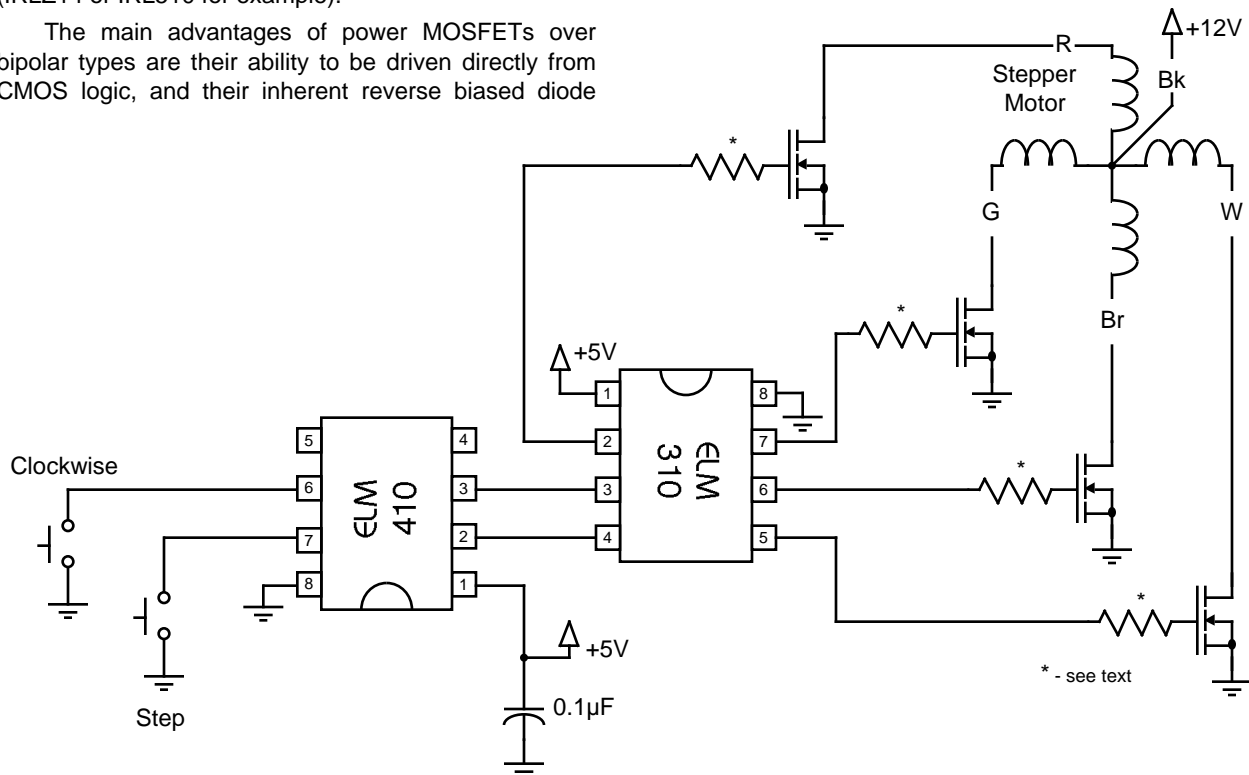 The main advantages of power MOSFETs over
bipolar types are their ability to be driven directly from
CMOS logic, and their inherent reverse biased diode
+12V
R
Stepper
Motor
Bk
*
G
W
*
Br
+5V
1
8
2
7
3
6
4
5
ELM
310
*
Clockwise
5
4
6
3
7
2
8
1
ELM
410
*
+5V
* - see text
0.1µF
Step